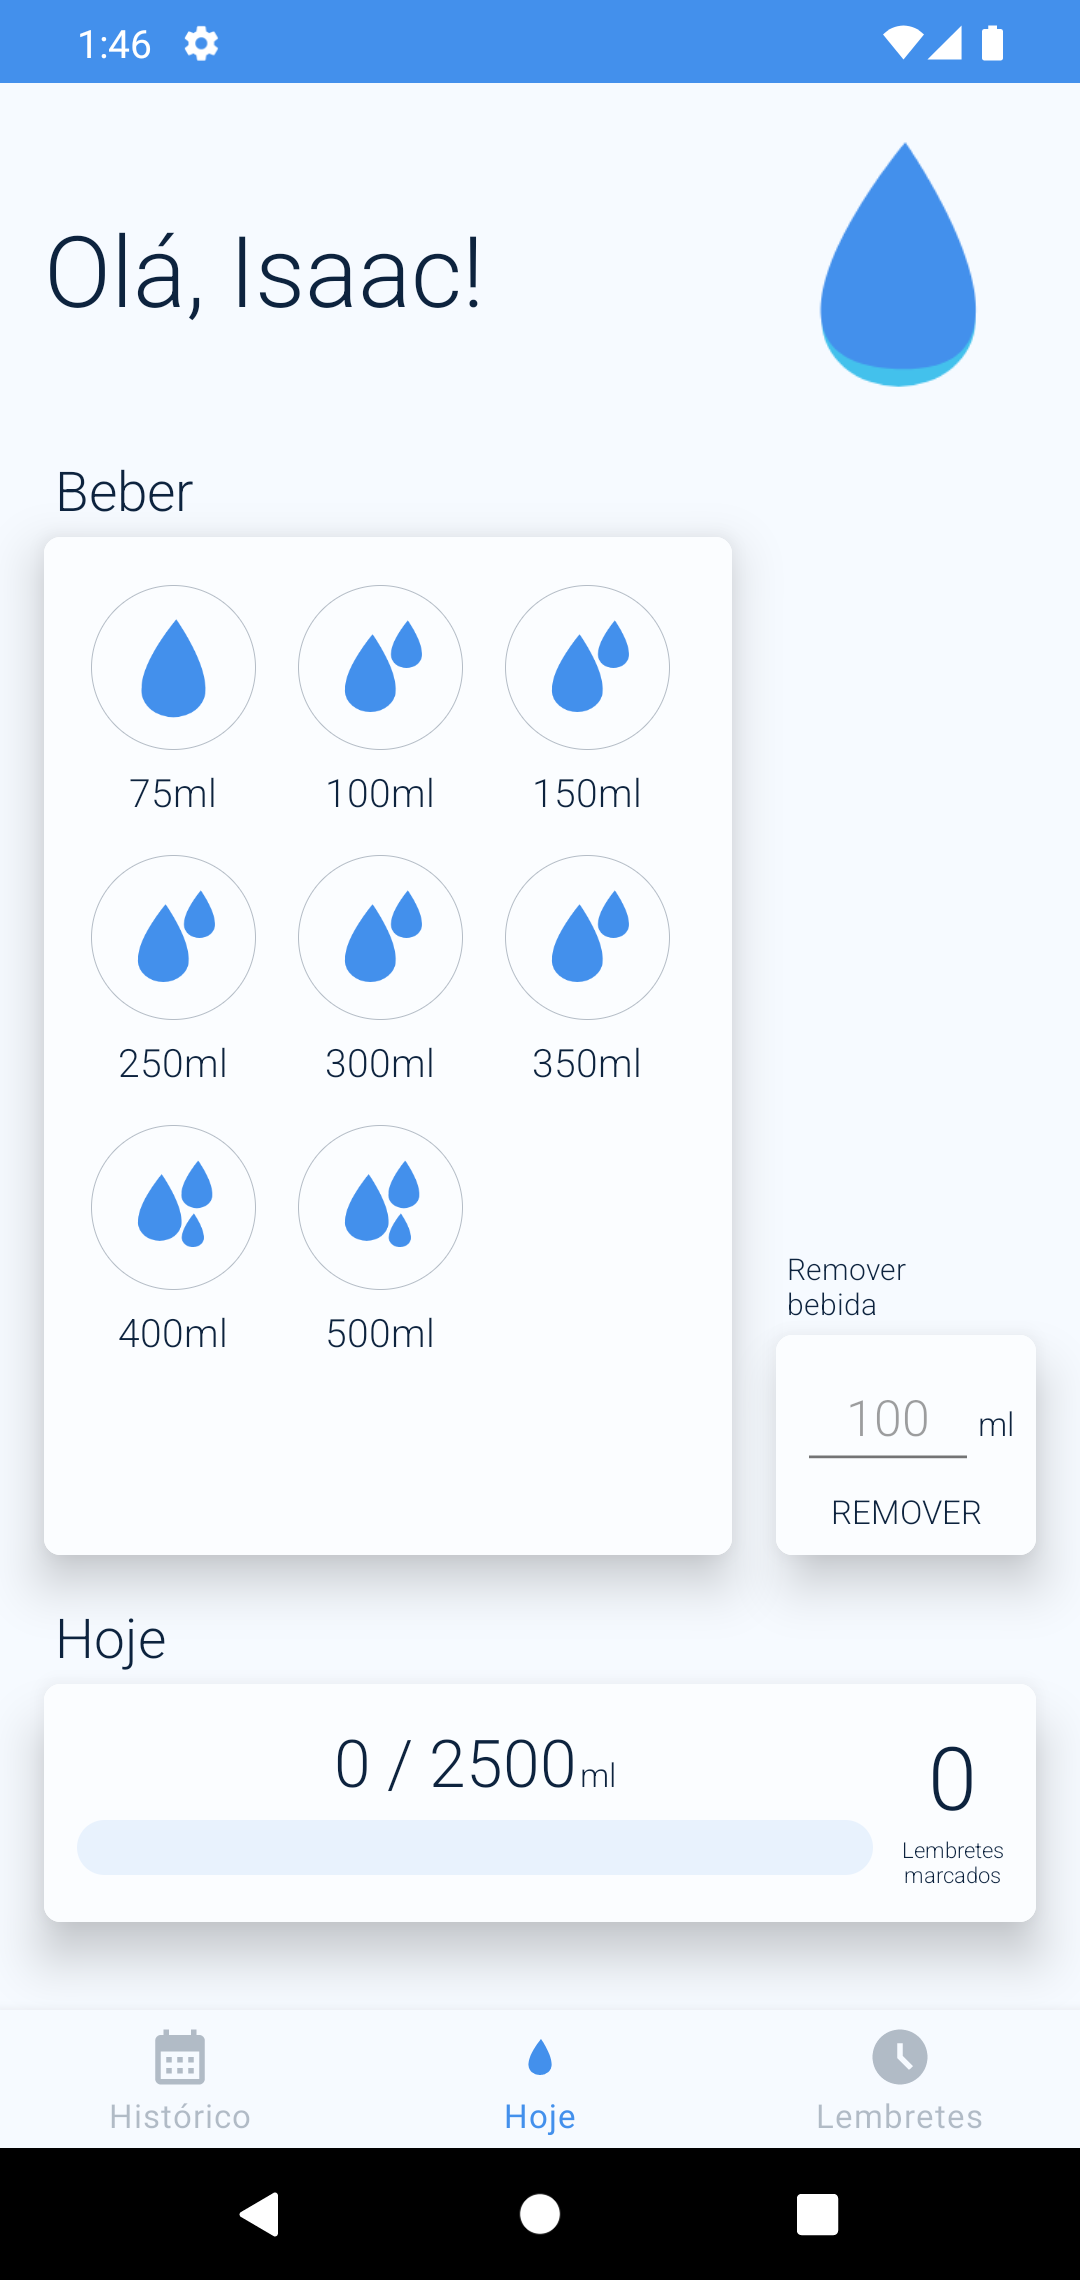 1:46
Olá, Isaac!
Beber
75ml
100ml
150ml
250ml
300ml
350ml
400ml
500ml
Remover
bebida
100 ml
REMOVER
Hoje
0 / 2500ml
0
Lembretes
marcados
Histórico
Hoje
Lembretes